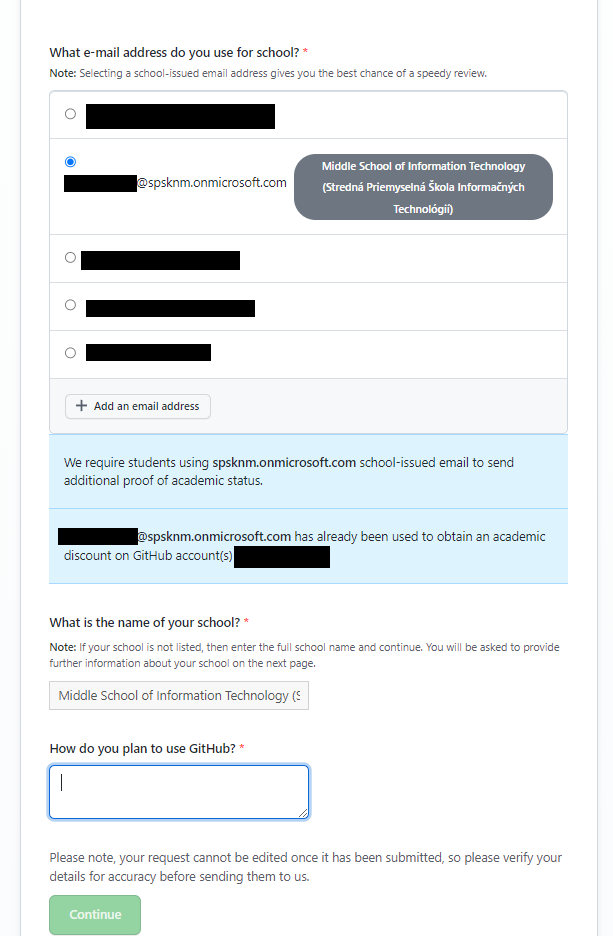 What e-mail address do you use for school? *
Note: Selecting a school-issued email address gives you the best chance of a speedy review.
@spsknm.onmicrosoft.com
Middle School of Information Technology
(Stredná Priemyselná Škola Informačných
Technológií)
Add an email address
We require students using spsknm.onmicrosoft.com school-issued email to send
additional proof of academic status.
@spsknm.onmicrosoft.com has already been used to obtain an academic
discount on GitHub account(s)
What is the name of your school? *
Note: If your school is not listed, then enter the full school name and continue. You will be asked to provide
further information about your school on the next page.
Middle School of Information Technology (S
How do you plan to use GitHub? *
Please note, your request cannot be edited once it has been submitted, so please verify your
details for accuracy before sending them to us.
Continue